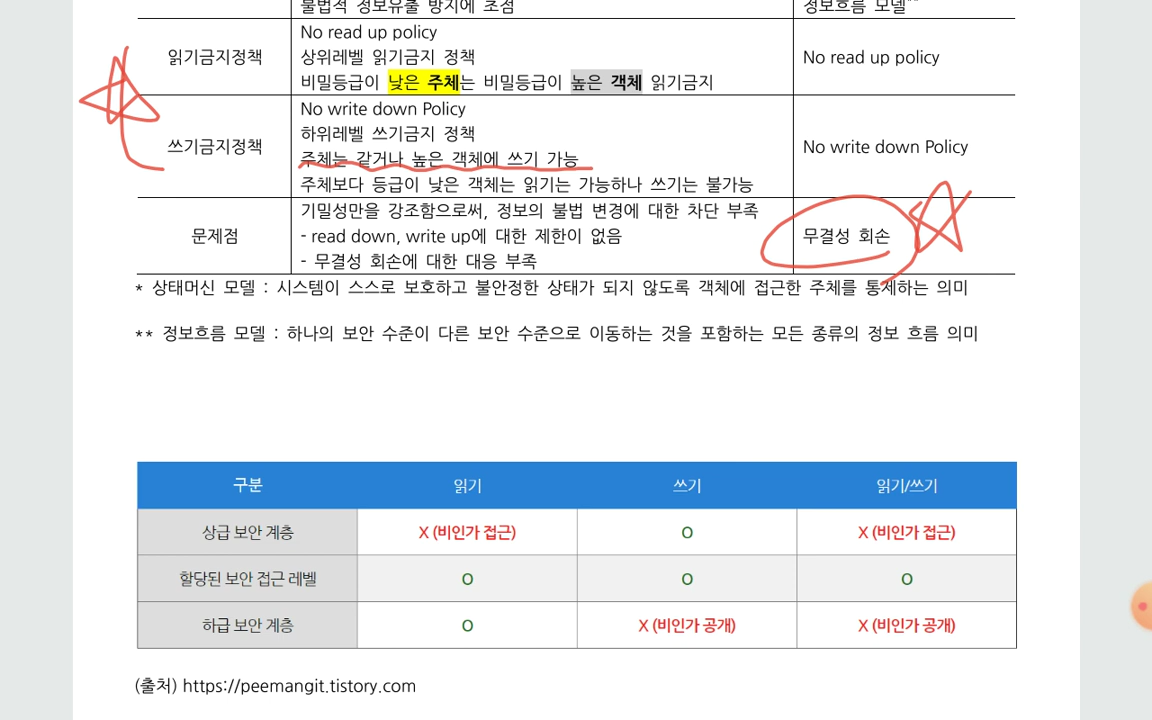 불법적 정보유출 방지에 초점
정보흐름 모델**
읽기금지정책
No read up policy
상위레벨 읽기금지 정책
비밀등급이 낮은 주체는 비밀등급이 높은 객체 읽기금지
No read up policy
쓰기금지정책
No write down Policy
하위레벨 쓰기금지 정책
주체는 같거나 높은 객체에 쓰기 가능
주체보다 등급이 낮은 객체는 읽기는 가능하나 쓰기는 불가능
No write down Policy
문제점
기밀성만을 강조함으로써, 정보의 불법 변경에 대한 차단 부족
- read down, write up에 대한 제한이 없음
- 무결성 회손에 대한 대응 부족
무결성 회손
* 상태머신 모델 : 시스템이 스스로 보호하고 불안정한 상태가 되지 않도록 객체에 접근한 주체를 통제하는 의미
** 정보흐름 모델 : 하나의 보안 수준이 다른 보안 수준으로 이동하는 것을 포함하는 모든 종류의 정보 흐름 의미
구분 읽기 쓰기 읽기/쓰기
상급 보안 계층 X (비인가 접근) O X (비인가 접근)
할당된 보안 접근 레벨 O O O
하급 보안 계층 O X (비인가 공개) X (비인가 공개)
(출처) https://peemangit.tistory.com